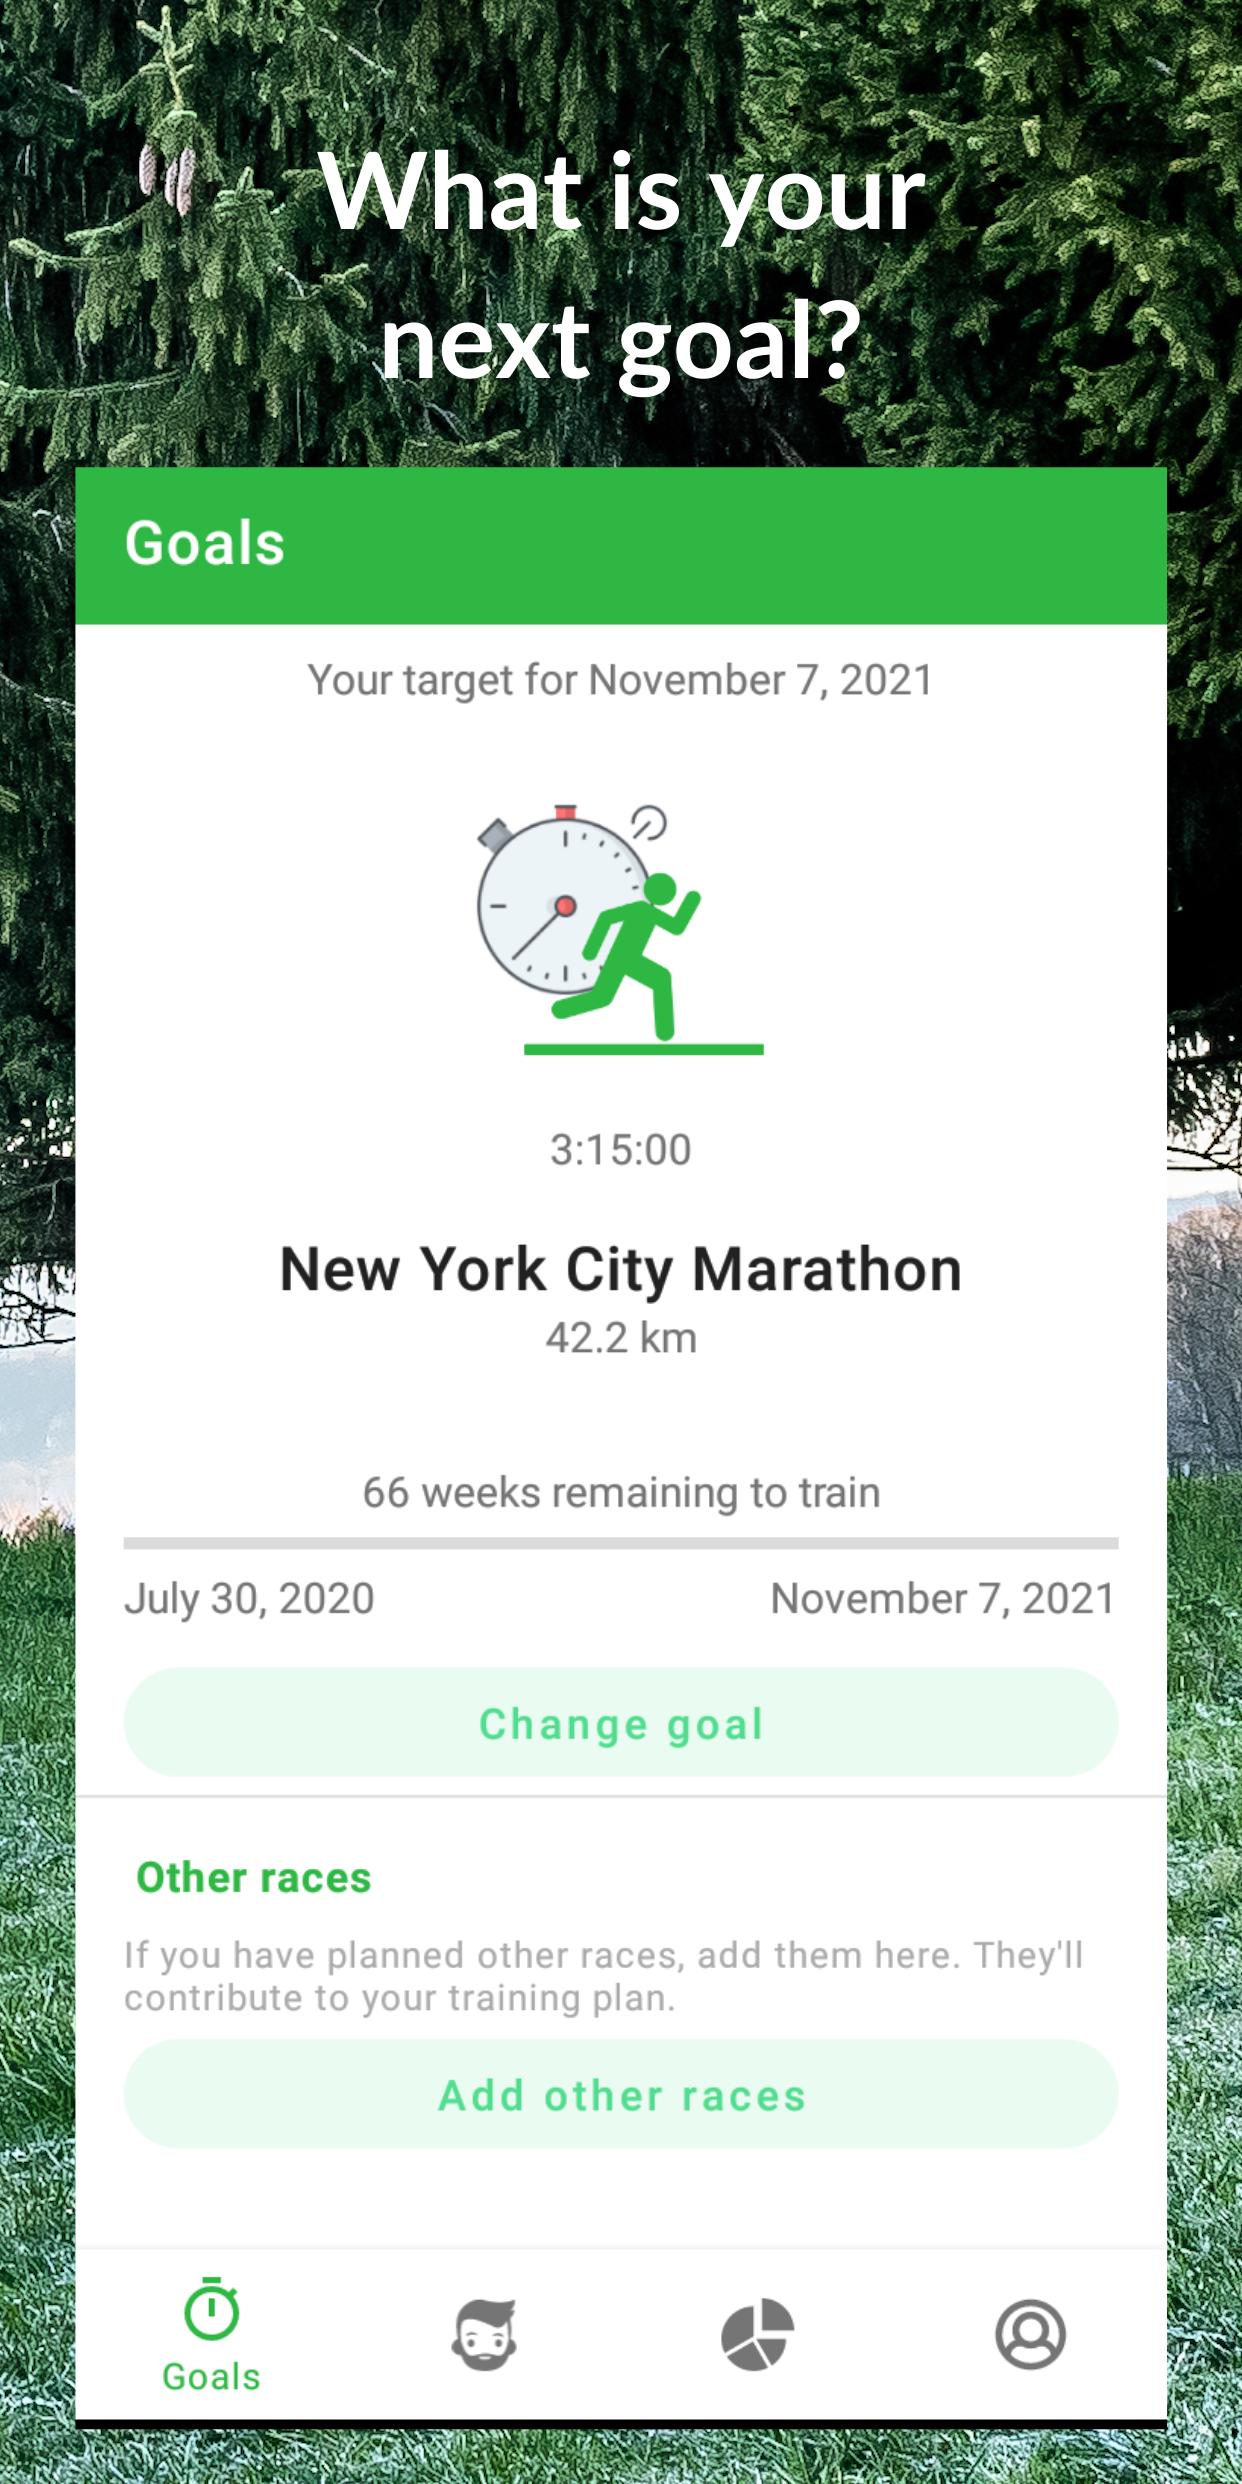 What is your
next goal?
Goals
Your target for November 7, 2021
3:15:00
New York City Marathon
42.2 km
66 weeks remaining to train
July 30, 2020
November 7, 2021
Change goal
Other races
If you have planned other races, add them here. They'll
contribute to your training plan.
Add other races
Goals